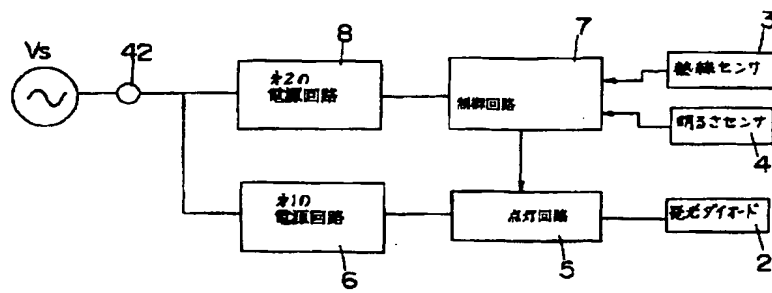 Vs
42
8
7
3
才2の
電源回路
制御回路
熱線センサ
明るさセンサ
4
才1の
電源回路
点灯回路
発光ダイオード
6
5
2